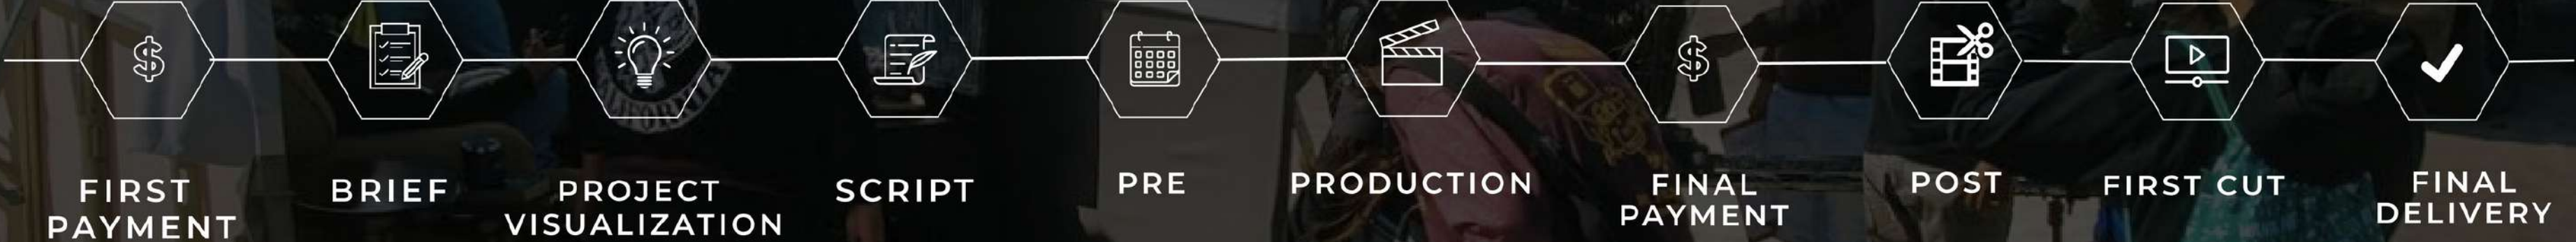 FIRST
PAYMENT
BRIEF
PROJECT
VISUALIZATION
SCRIPT
PRE
PRODUCTION
FINAL
PAYMENT
POST
FIRST CUT
FINAL
DELIVERY